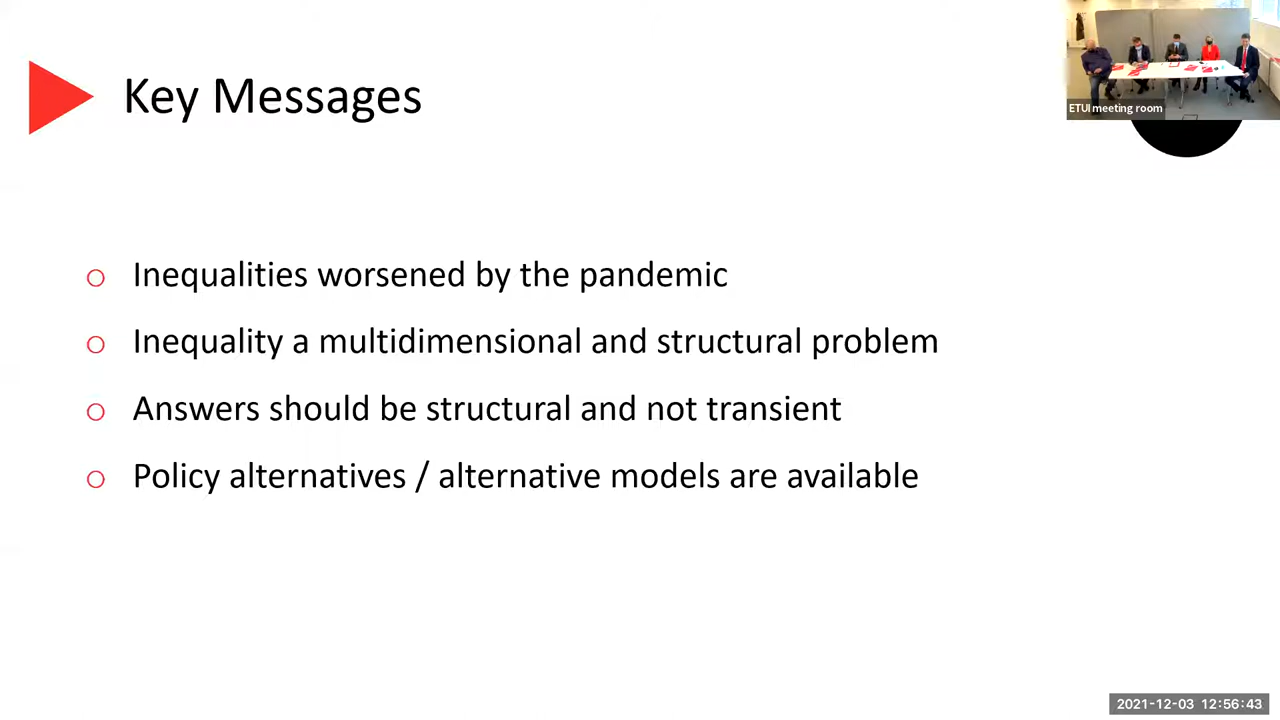 Key Messages
ETUI meeting room
o Inequalities worsened by the pandemic
o Inequality a multidimensional and structural problem
o Answers should be structural and not transient
o Policy alternatives / alternative models are available
2021-12-03 12:56:43